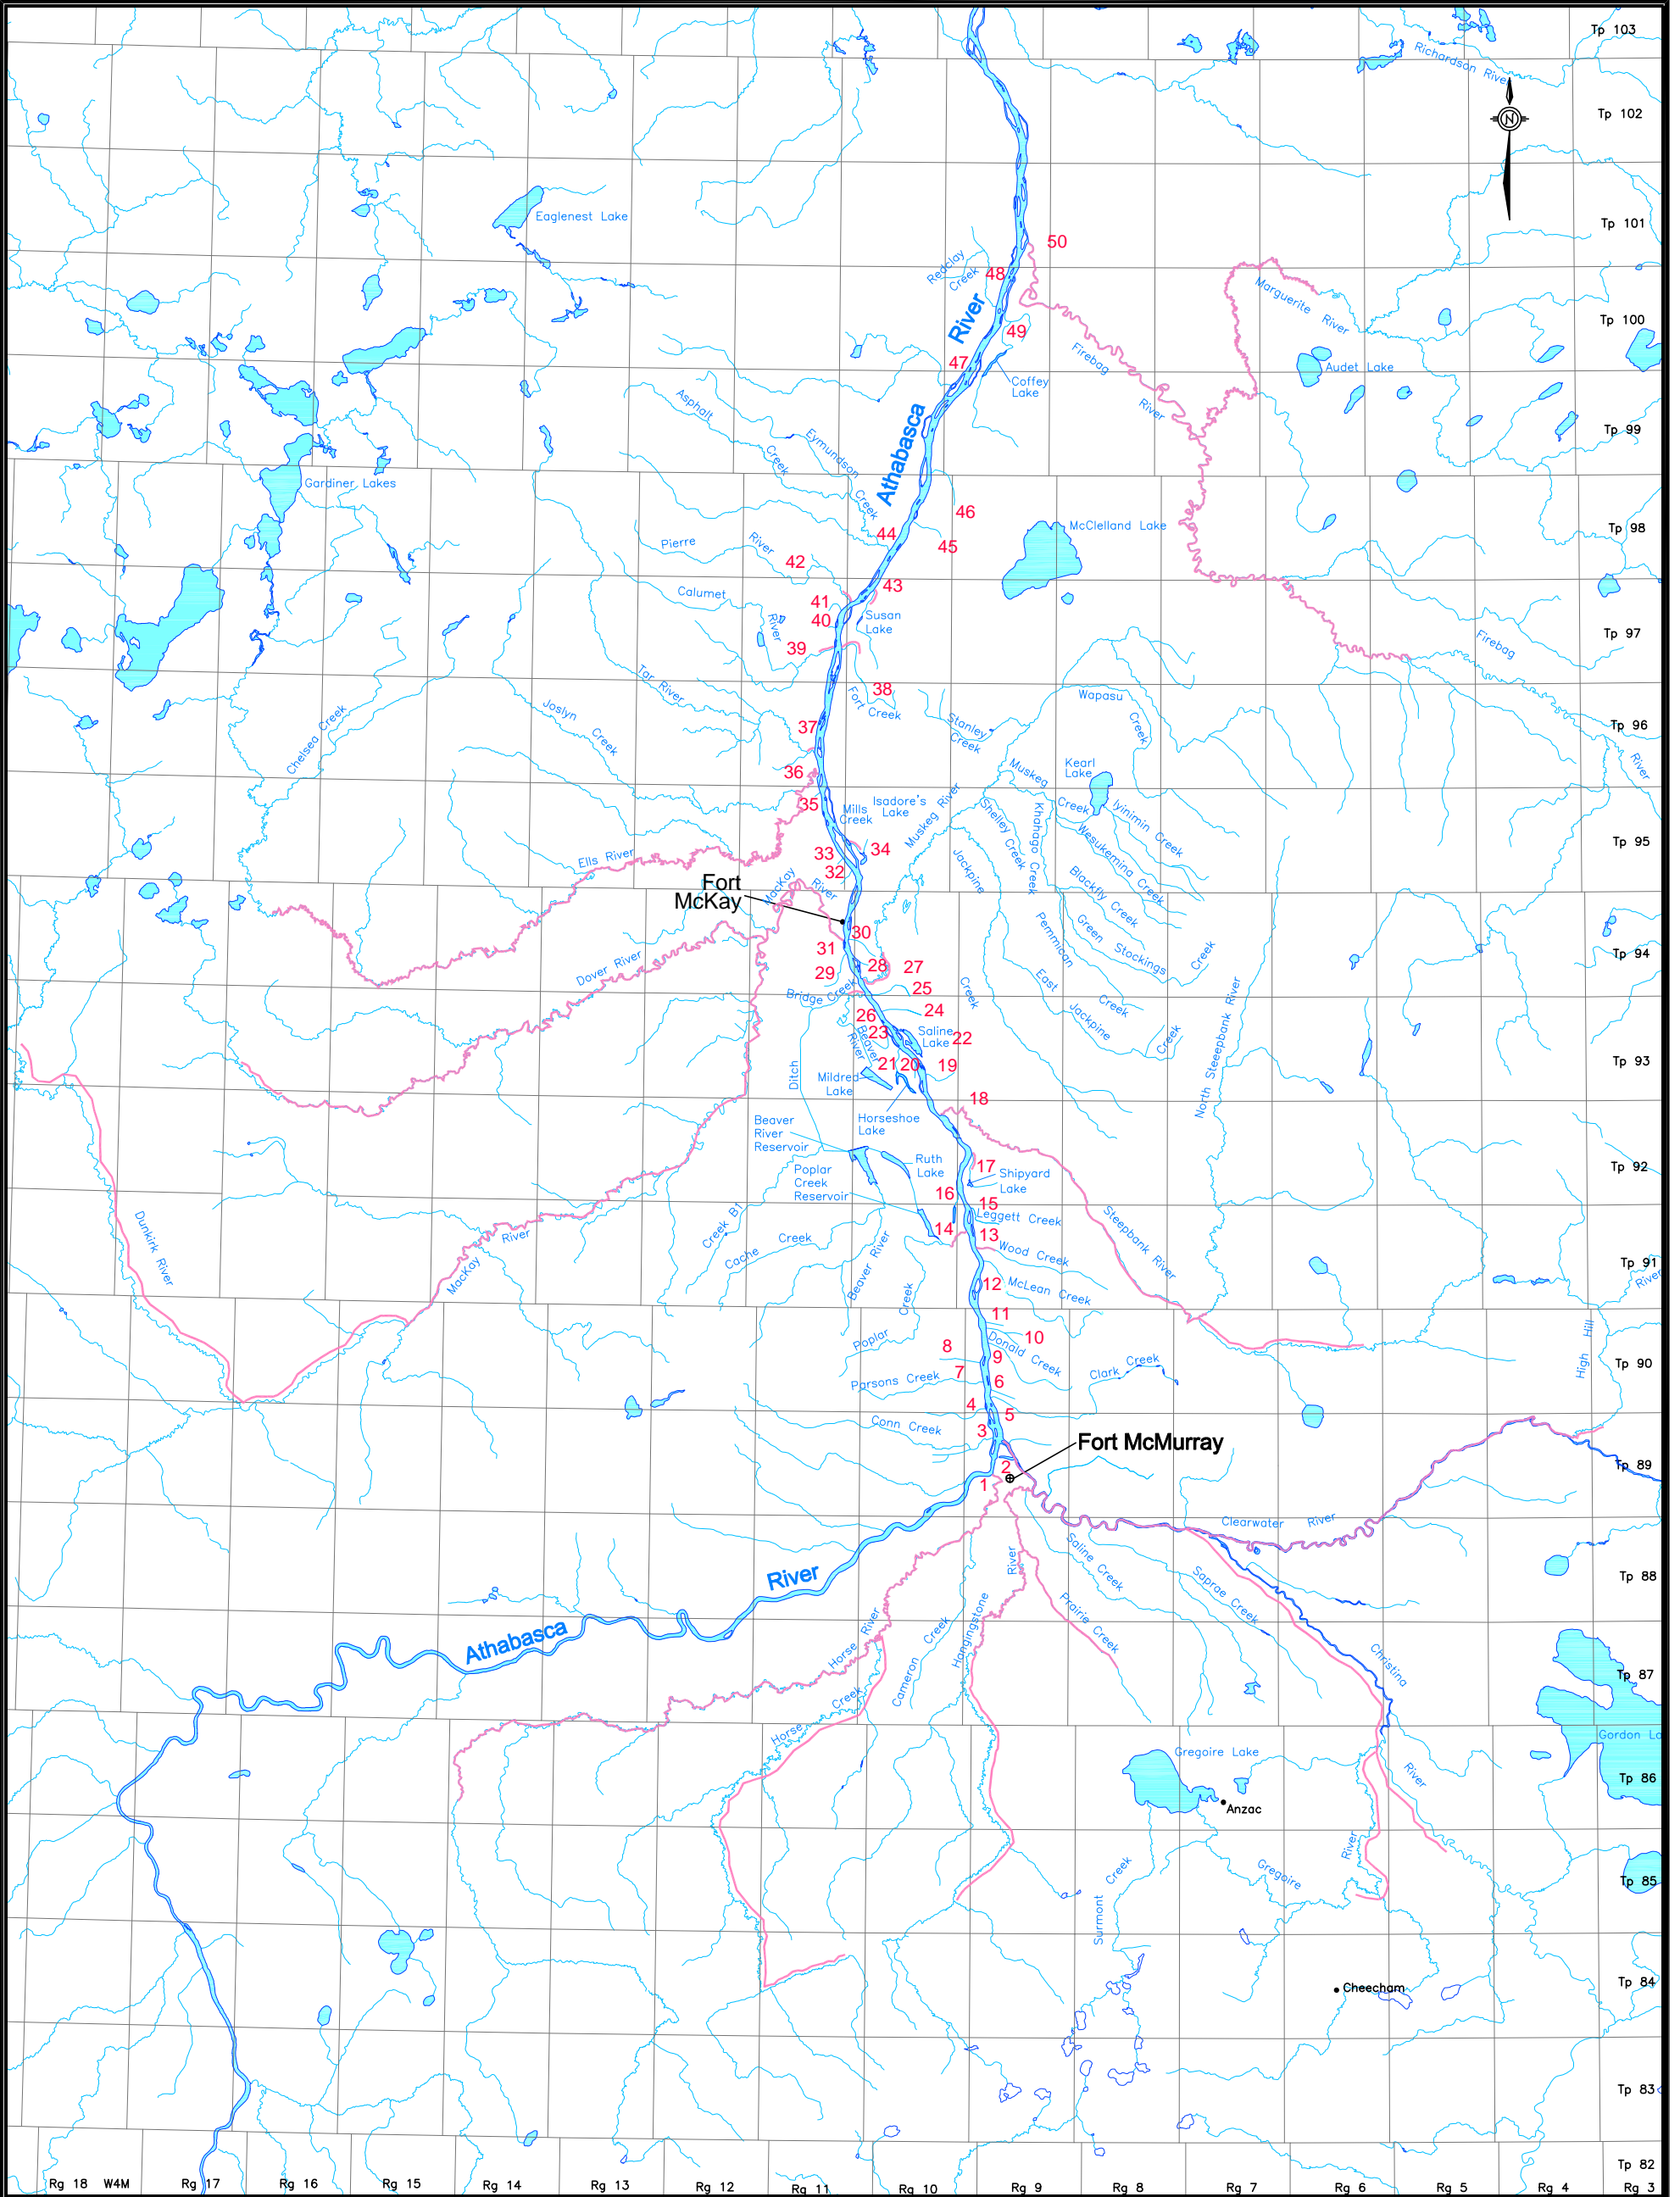 Tp 103
Richardson River
N
Tp 102
Tp 101
Eaglenest Lake
50
Redclay
Creek
48
Marguerite River
Tp 100
River
49
47
Firebag
River
Audet Lake
Coffey
Lake
Asphalt
Creek
Eymundson
Creek
Athabasca
Tp 99
Gardiner Lakes
46
McClelland Lake
Tp 98
44
45
Pierre
River
42
43
Calumet
River
41
40
Susan
Lake
Tp 97
39
Firebag
River
Tar River
38
Fort Creek
Wapasu
Creek
Joslyn
Creek
Chelsea Creek
37
Stanley
Creek
Tp 96
36
Muskeg
Creek
Kearl
Lake
35
Mills
Creek
Isadore's
Lake
Muskeg River
Shelley Creek
Khahago Creek
Iyinimin Creek
Wesukemina Creek
Tp 95
33
34
32
Ells River
Jackpine
Creek
Blackfly Creek
Fort
McKay
MacKay
River
30
31
Green Stockings
Creek
Pemmican
Creek
Tp 94
Dover River
28
27
29
25
Bridge Creek
East
Jackpine
Creek
24
26
23
Beaver
River
Saline
Lake
22
North Steepbank River
Tp 93
21
20
19
Ditch
Mildred
Lake
18
Horseshoe
Lake
Beaver
River
Reservoir
Ruth
Lake
17
Shipyard
Lake
Tp 92
Poplar
Creek
Reservoir
16
15
Leggett Creek
14
13
Steepbank River
Dunkirk River
MacKay
River
Creek B1
Cache Creek
Beaver River
Wood Creek
Tp 91
River
12
McLean Creek
11
10
Poplar
Creek
8
Donald Creek
9
High Hill
Tp 90
7
Parsons Creek
6
Clark Creek
4
5
Conn Creek
3
Fort McMurray
2
1
Tp 89
Clearwater River
River
Saline Creek
Saprae Creek
Prairie Creek
River
Hangingstone
Tp 88
Athabasca
Horse River
Cameron Creek
Christina
River
Tp 87
Horse Creek
Gordon La
Gregoire Lake
Tp 86
Anzac
River
Gregoire
Surmont
Creek
Tp 85
Cheecham
Tp 84
Tp 83
Tp 82
Rg 18 W4M Rg 17 Rg 16 Rg 15 Rg 14 Rg 13 Rg 12 Rg 11 Rg 10 Rg 9 Rg 8 Rg 7 Rg 6 Rg 5 Rg 4 Rg 3